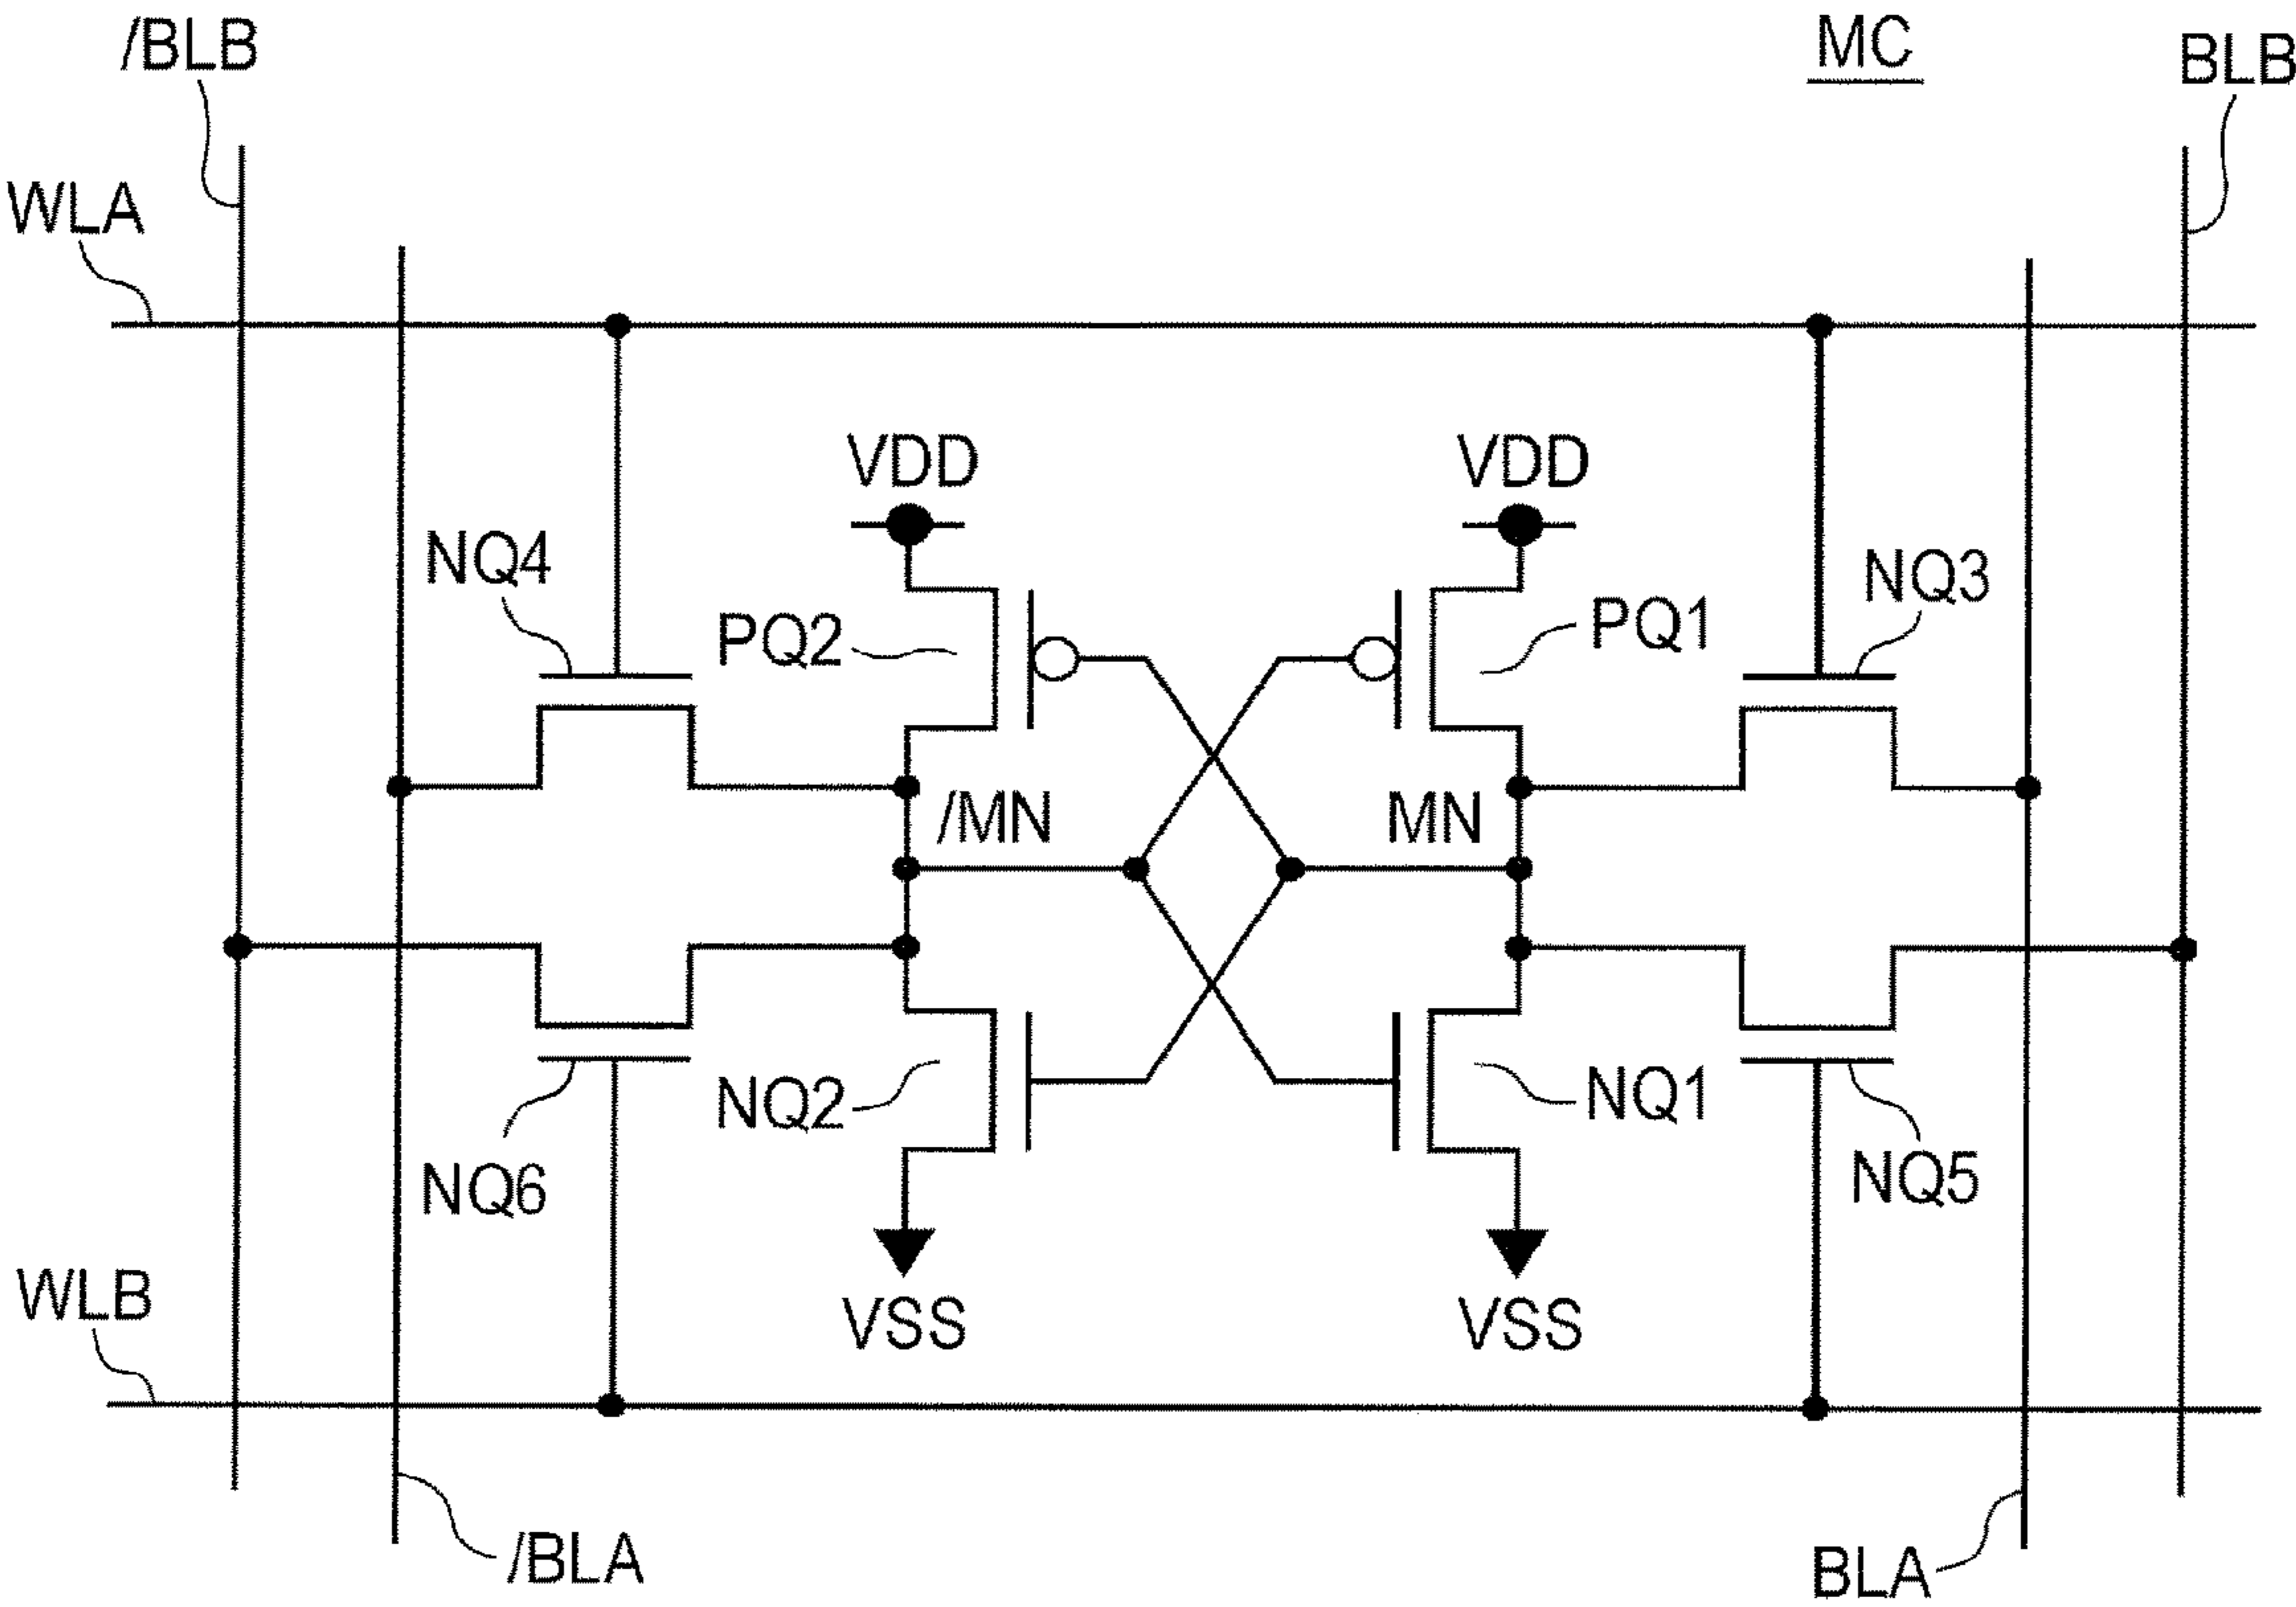 /BLB
MC
BLB
WLA
VDD
VDD
NQ4
NQ3
PQ2
PQ1
/MN
MN
NQ2
NQ1
NQ6
NQ5
WLB
VSS
VSS
/BLA
BLA